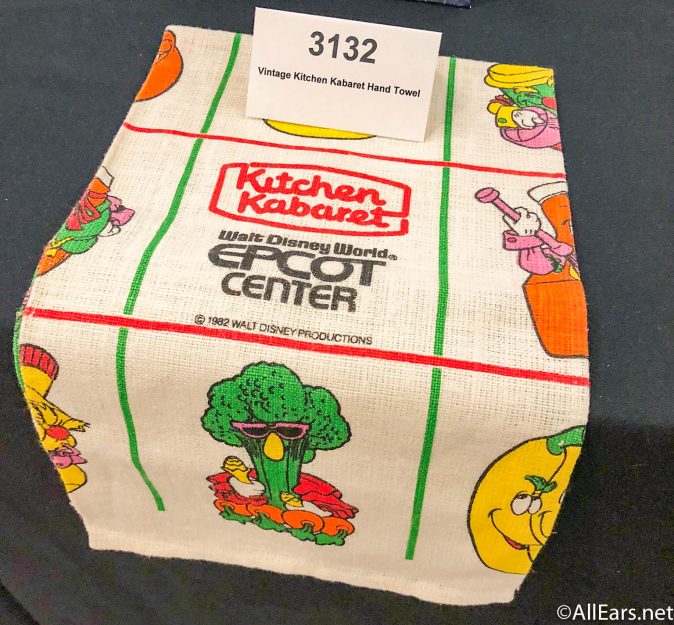 3132
Vintage Kitchen Kabaret Hand Towel
Kitchen
Kabaret
Walt Disney World®
EPCOT
CENTER
© 1982 WALT DISNEY PRODUCTIONS
©AllEars.net